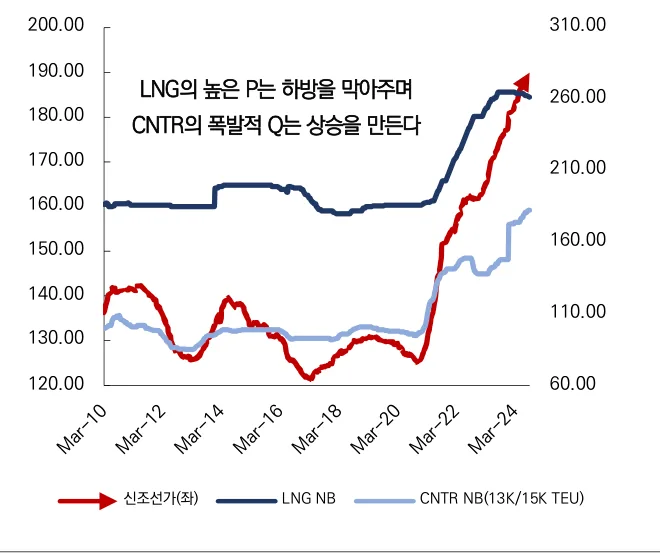 200.00
190.00
180.00
170.00
160.00
150.00
140.00
130.00
120.00
310.00
260.00
210.00
160.00
110.00
60.00
LNG의 높은 P는 하방을 막아주며
CNTR의 폭발적 Q는 상승을 만든다
Mar-10
Mar-12
Mar-14
Mar-16
Mar-18
Mar-20
Mar-22
Mar-24
신조선가(좌)
LNG NB
CNTR NB(13K/15K TEU)